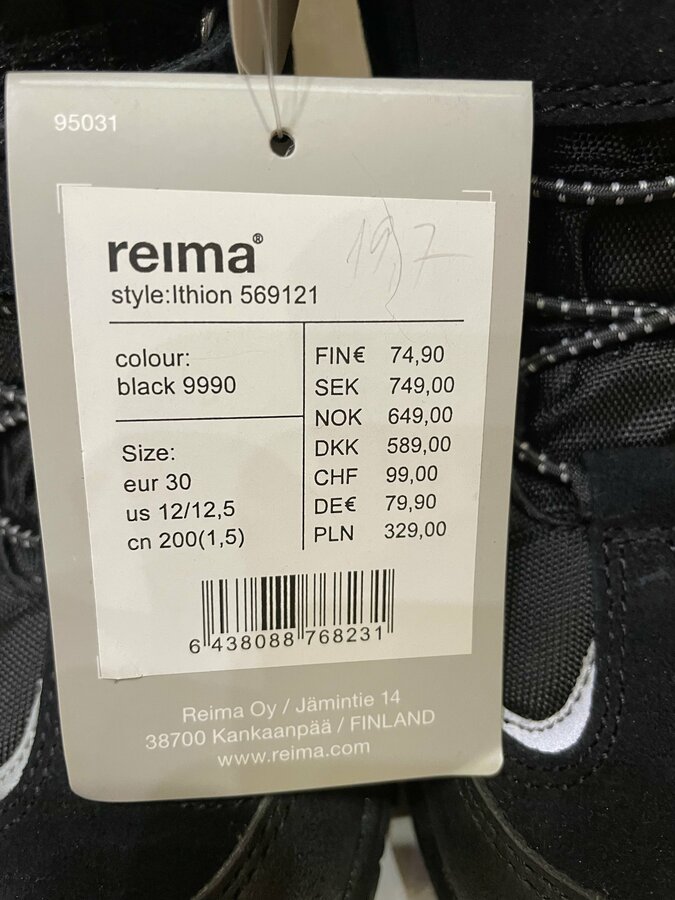 95031
reima®
19,7
style:Ithion 569121
colour:
black 9990
Size:
eur 30
us 12/12,5
cn 200(1,5)
FIN€ 74,90
SEK 749,00
NOK 649,00
DKK 589,00
CHF 99,00
DE€ 79,90
PLN 329,00
6 438088 768231
Reima Oy / Jämintie 14
38700 Kankaanpää / FINLAND
www.reima.com